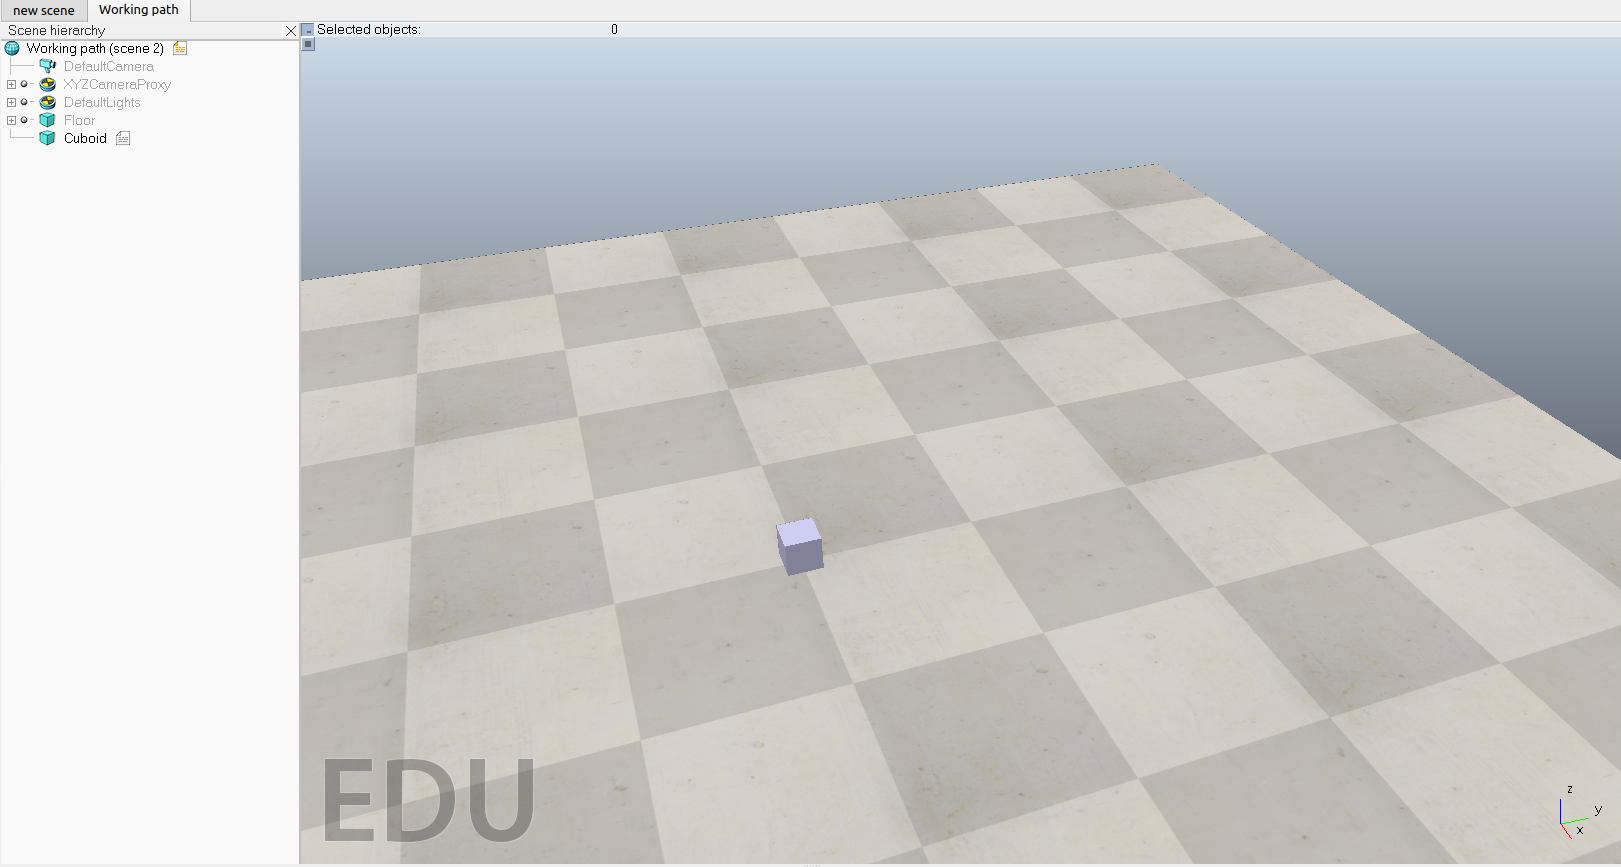 new scene
Working path
Scene hierarchy
Selected objects: 0
Working path (scene 2)
DefaultCamera
XYZCameraProxy
DefaultLights
Floor
Cuboid
EDU
z
y
x